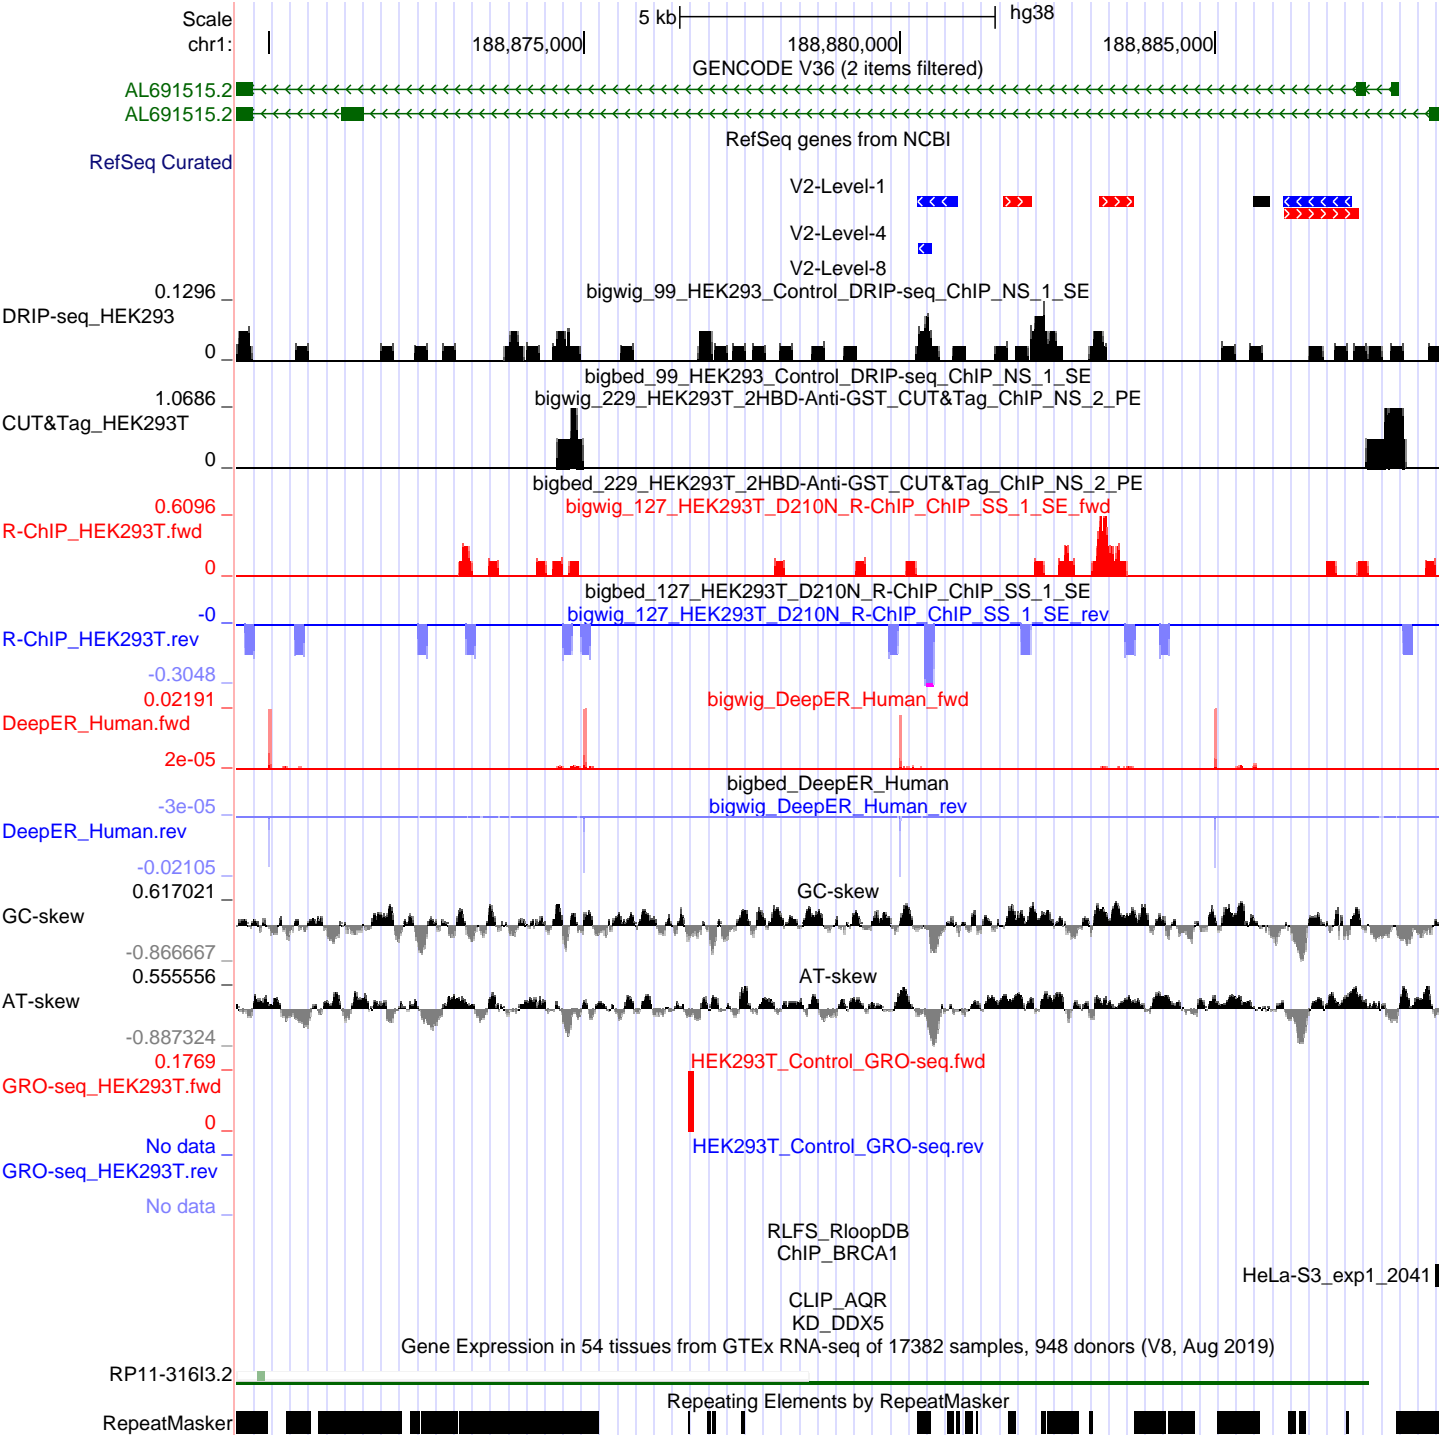 Scale 5 kb hg38
chr1: 188,875,000 188,880,000 188,885,000
GENCODE V36 (2 items filtered)
AL691515.2
AL691515.2
RefSeq genes from NCBI
RefSeq Curated
V2-Level-1
V2-Level-4
V2-Level-8
0.1296 bigwig_99_HEK293_Control_DRIP-seq_ChIP_NS_1_SE
DRIP-seq_HEK293
0
bigbed_99_HEK293_Control_DRIP-seq_ChIP_NS_1_SE
1.0686 bigwig_229_HEK293T_2HBD-Anti-GST_CUT&Tag_ChIP_NS_2_PE
CUT&Tag_HEK293T
0
bigbed_229_HEK293T_2HBD-Anti-GST_CUT&Tag_ChIP_NS_2_PE
0.6096 bigwig_127_HEK293T_D210N_R-ChIP_ChIP_SS_1_SE_fwd
R-ChIP_HEK293T.fwd
0
bigbed_127_HEK293T_D210N_R-ChIP_ChIP_SS_1_SE
-0 bigwig_127_HEK293T_D210N_R-ChIP_ChIP_SS_1_SE_rev
R-ChIP_HEK293T.rev
-0.3048
0.02191 bigwig_DeepER_Human_fwd
DeepER_Human.fwd
2e-05
bigbed_DeepER_Human
-3e-05 bigwig_DeepER_Human_rev
DeepER_Human.rev
-0.02105
0.617021 GC-skew
GC-skew
-0.866667
0.555556 AT-skew
AT-skew
-0.887324
0.1769 HEK293T_Control_GRO-seq.fwd
GRO-seq_HEK293T.fwd
0
No data HEK293T_Control_GRO-seq.rev
GRO-seq_HEK293T.rev
No data
RLFS_RloopDB
ChIP_BRCA1
HeLa-S3_exp1_2041
CLIP_AQR
KD_DDX5
Gene Expression in 54 tissues from GTEx RNA-seq of 17382 samples, 948 donors (V8, Aug 2019)
RP11-316I3.2
Repeating Elements by RepeatMasker
RepeatMasker